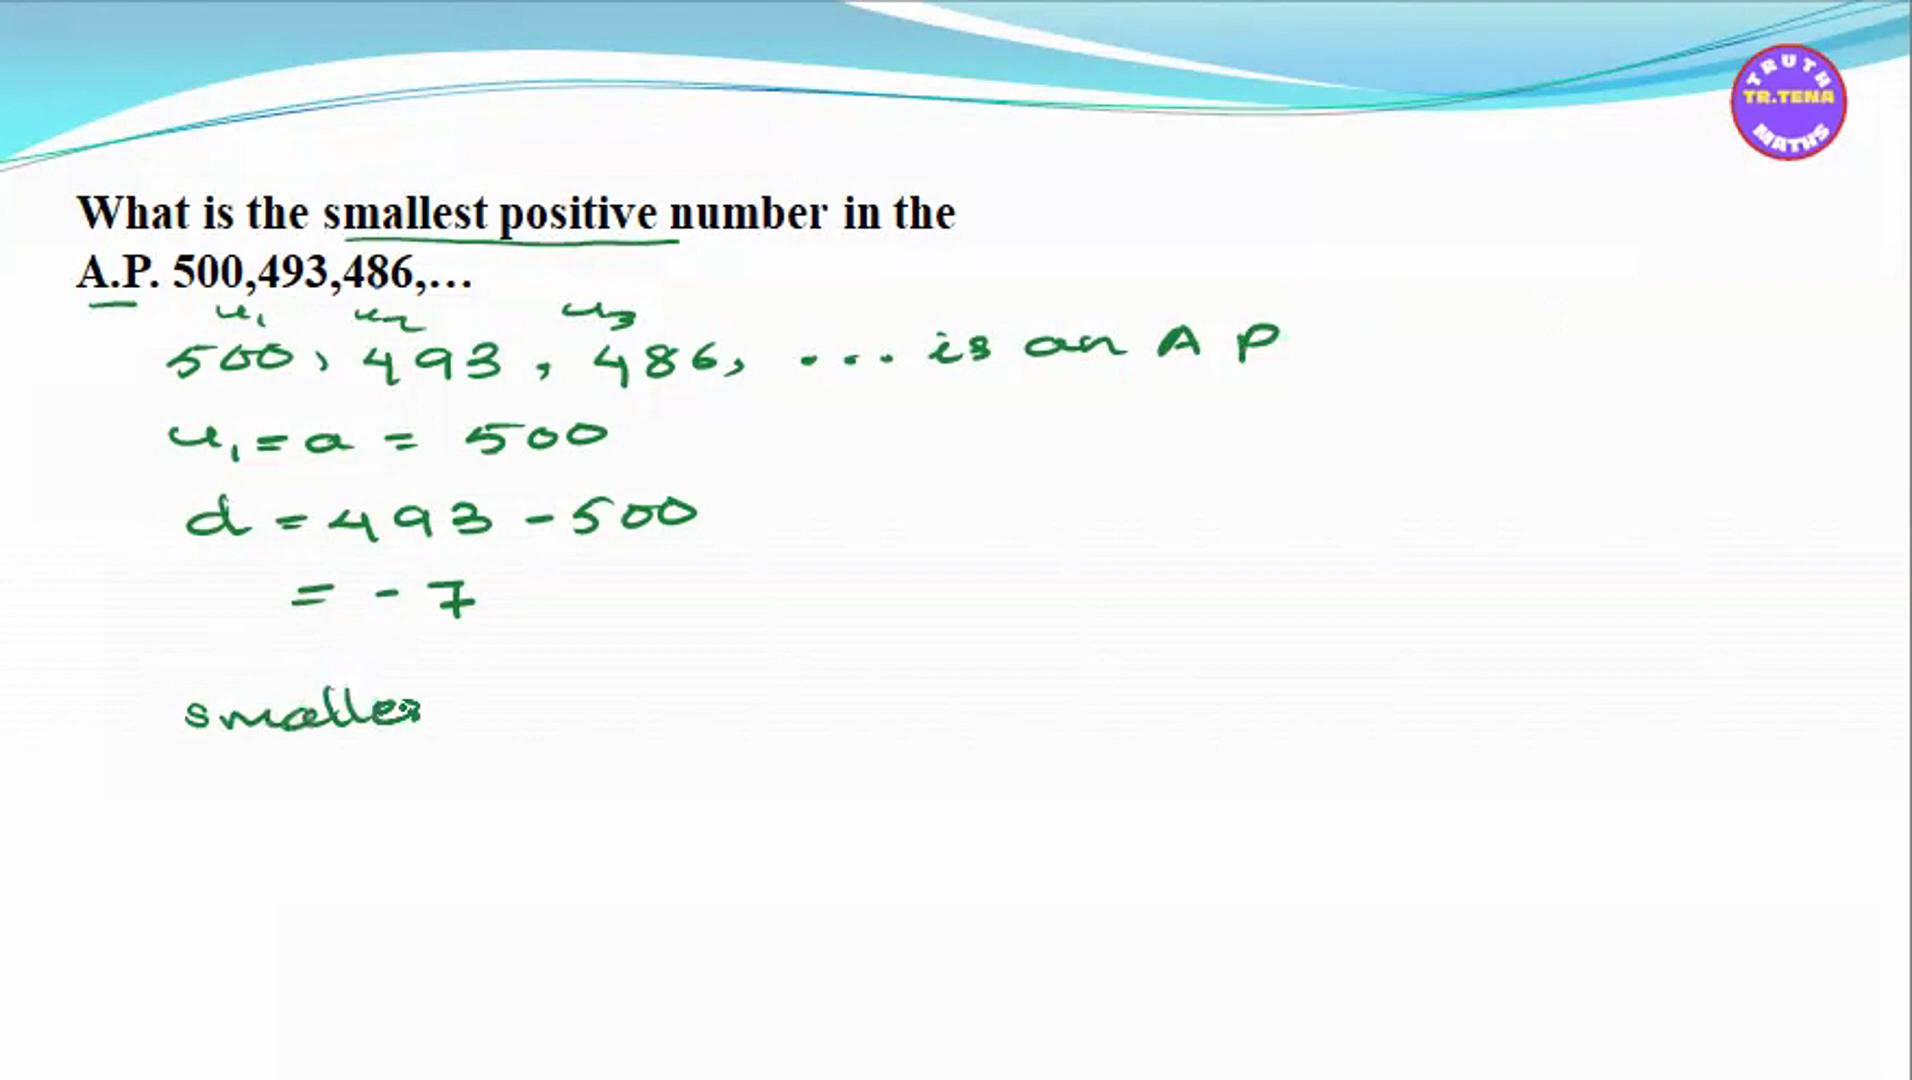 TRUTH
TR.TENA
MATHS
What is the smallest positive number in the
A.P. 500,493,486,…
u₁ u₂ u₃
500, 493, 486, ... is an A P
u₁ = a = 500
d = 493 - 500
= - 7
smalles